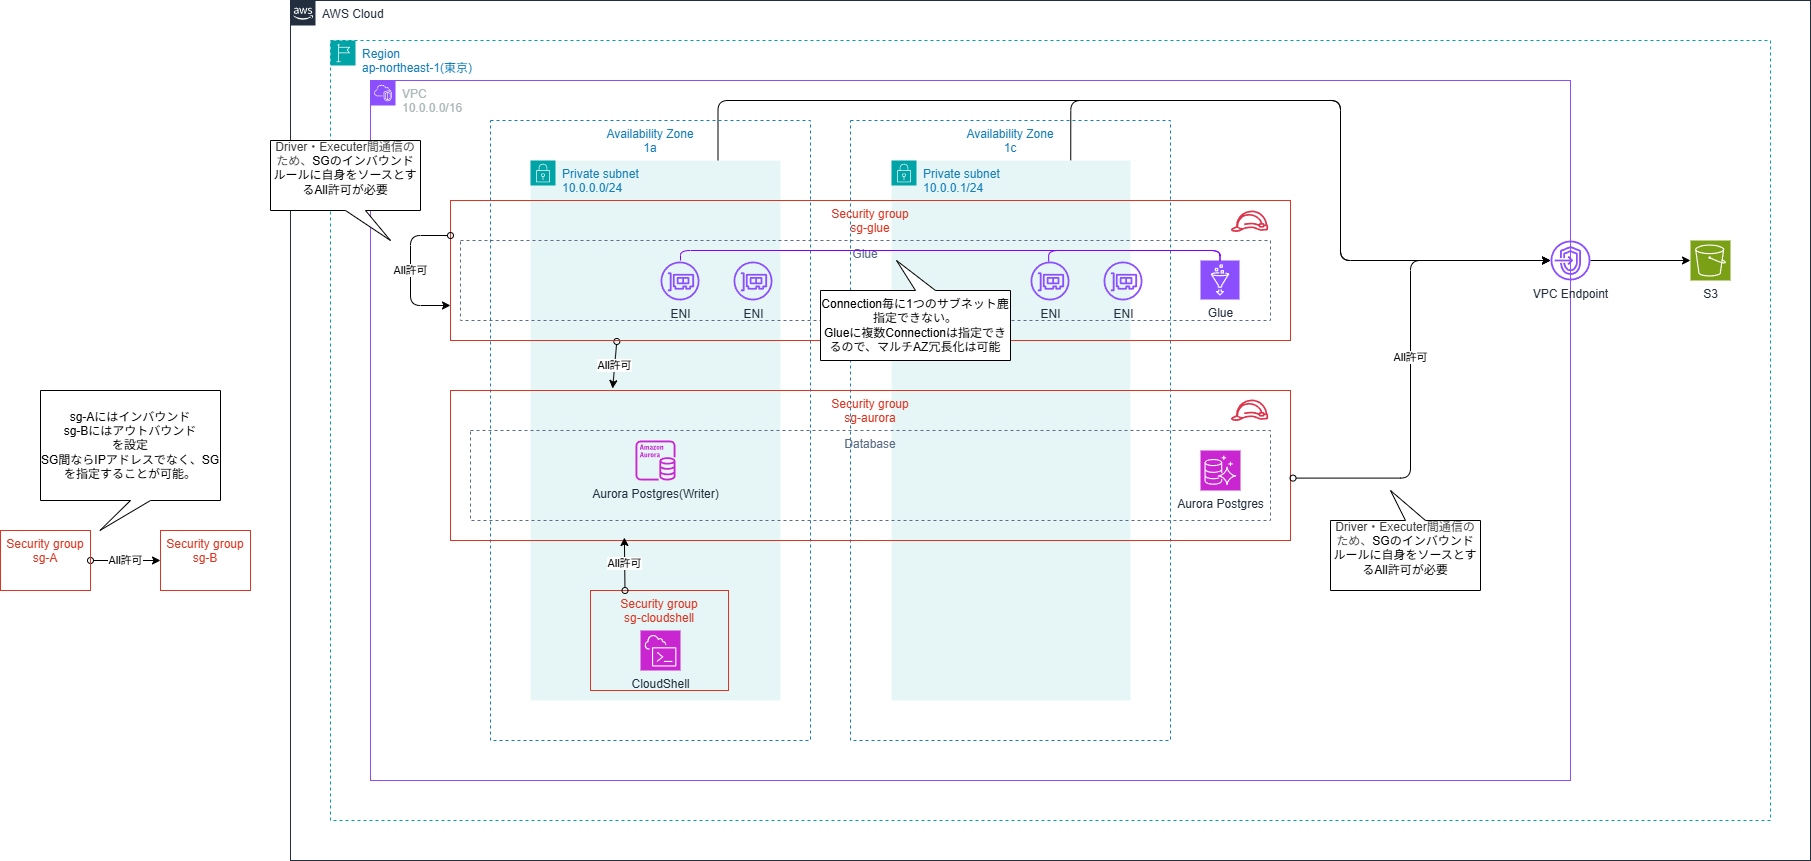 aws
AWS Cloud
Region
ap-northeast-1(東京)
VPC
10.0.0.0/16
Availability Zone
1a
Availability Zone
1c
Driver・Executer間通信の
ため、SGのインバウンド
ルールに自身をソースとす
るAll許可が必要
Private subnet
10.0.0.0/24
Private subnet
10.0.0.1/24
Security group
sg-glue
Glue
All許可
ENI
ENI
ENI
ENI
Glue
VPC Endpoint
S3
Connection毎に1つのサブネット鹿
指定できない。
Glueに複数Connectionは指定でき
るので、マルチAZ冗長化は可能
All許可
All許可
Security group
sg-aurora
Database
Amazon
Aurora
Aurora Postgres(Writer)
Aurora Postgres
sg-Aにはインバウンド
sg-Bにはアウトバウンド
を設定
SG間ならIPアドレスでなく、SG
を指定することが可能。
Security group
sg-A
All許可
Security group
sg-B
Driver・Executer間通信の
ため、SGのインバウンド
ルールに自身をソースとす
るAll許可が必要
All許可
Security group
sg-cloudshell
CloudShell